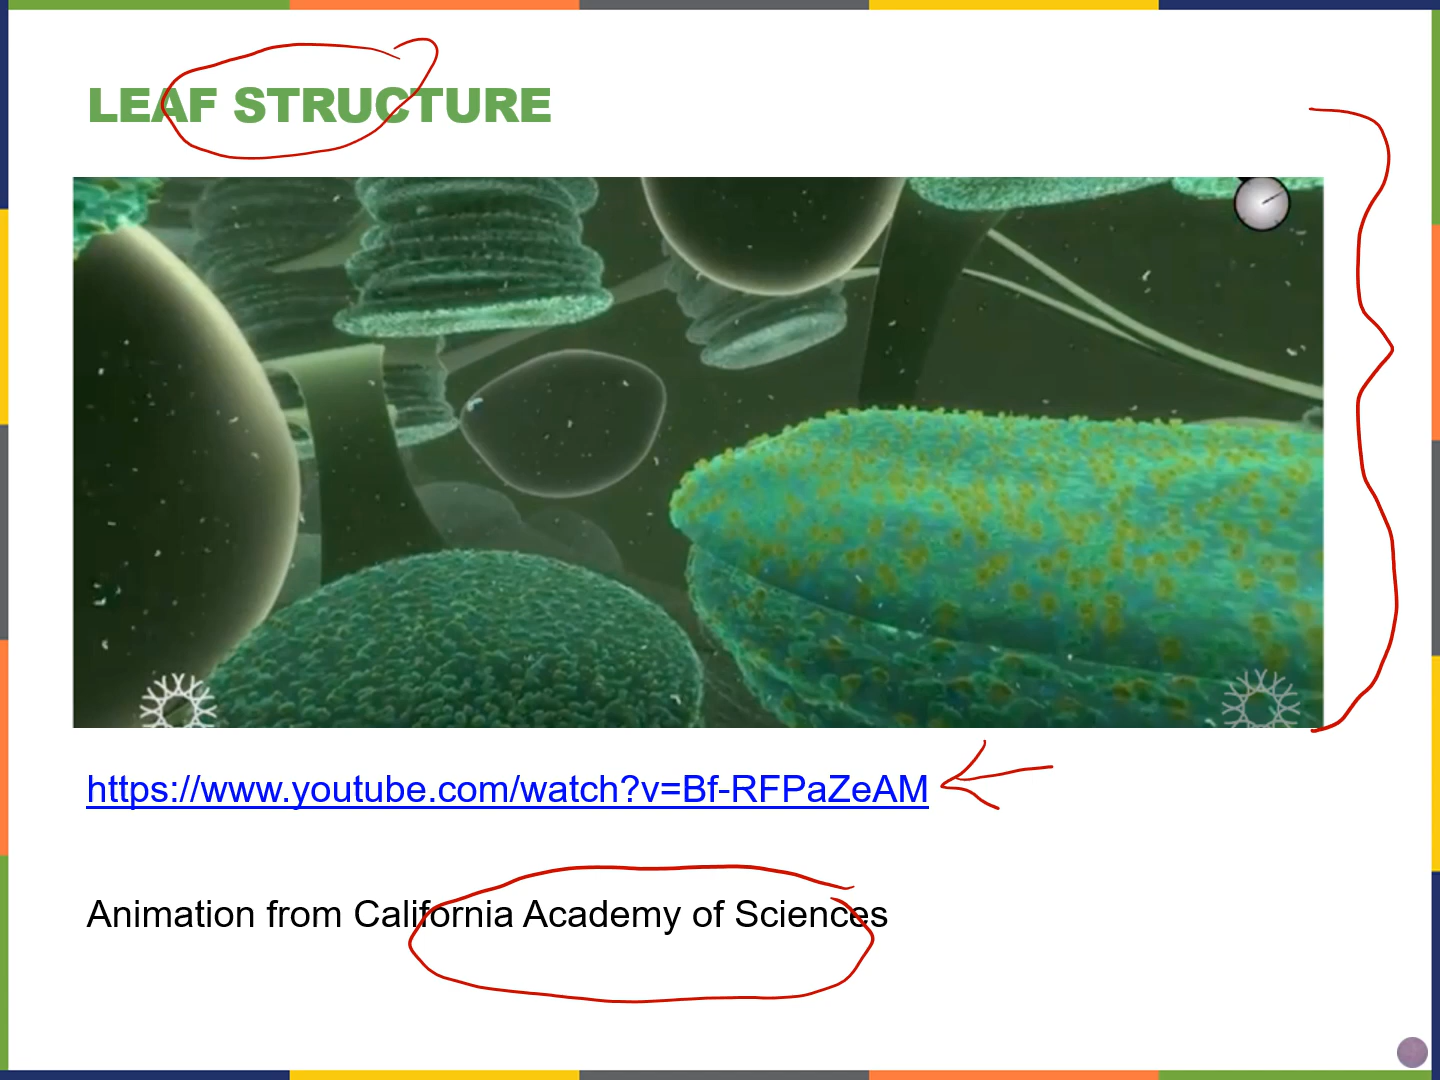 LEAF STRUCTURE
https://www.youtube.com/watch?v=Bf-RFPaZeAM
Animation from California Academy of Sciences